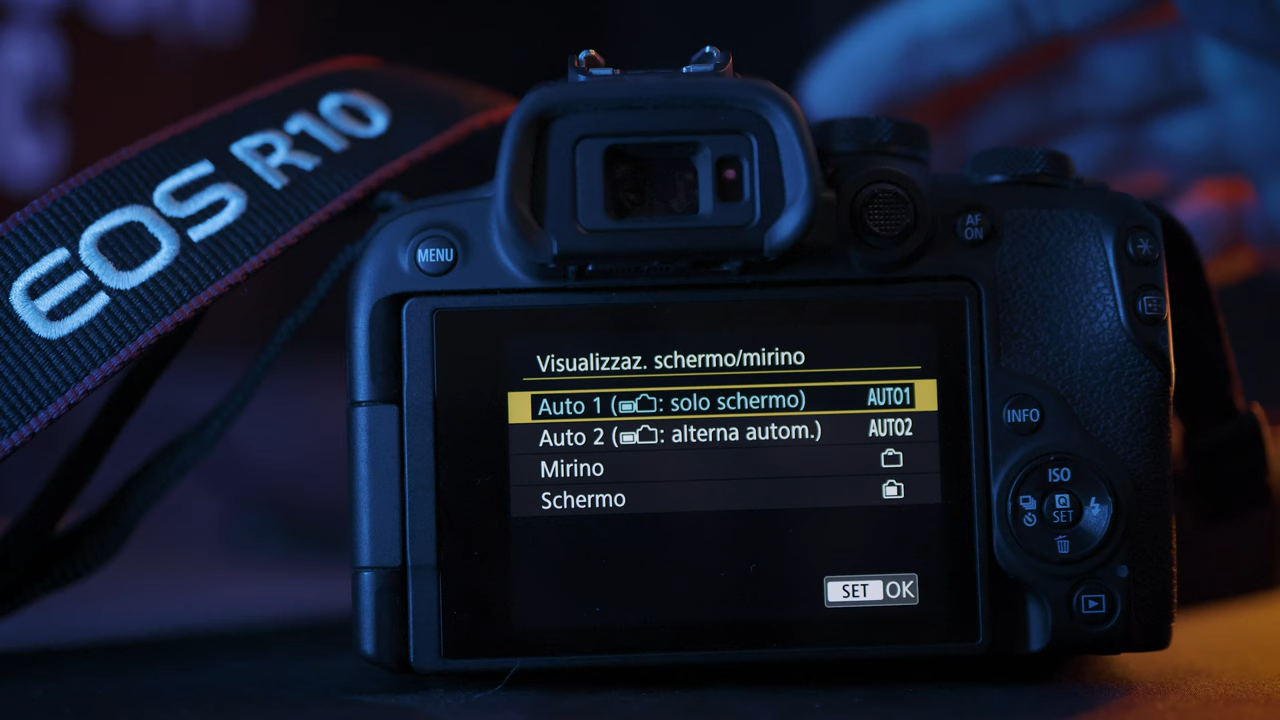 EOS R10
MENU
AF
ON
Visualizzaz. schermo/mirino
Auto 1 (: solo schermo) AUTO1
Auto 2 (: alterna autom.) AUTO2
Mirino
Schermo
SET OK
INFO
ISO
Q
SET